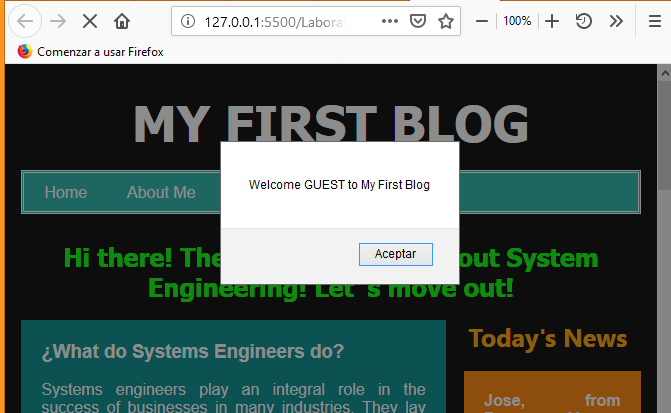 127.0.0.1:5500/Labora
100%
Comenzar a usar Firefox
MY FIRST BLOG
Welcome GUEST to My First Blog
Aceptar
Home About Me
Hi there! The out System
Engineering! Let´s move out!
¿What do Systems Engineers do?
Systems engineers play an integral role in the
success of businesses in many industries. They lay
Today's News
Jose, from